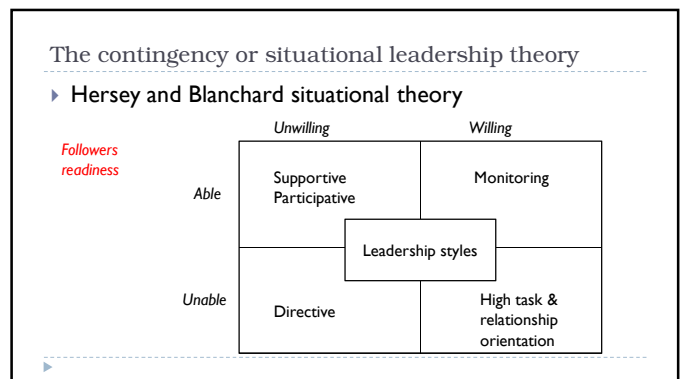 The contingency or situational leadership theory
Hersey and Blanchard situational theory
Unwilling Willing
Followers
readiness
Able
Supportive
Participative
Monitoring
Leadership styles
Unable
Directive
High task &
relationship
orientation